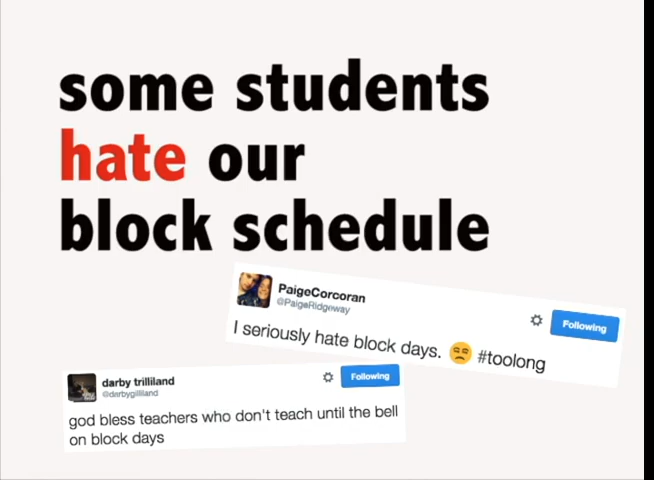 some students
hate our
block schedule
PaigeCorcoran
@PaigeRidgeway
Following
I seriously hate block days. 😒 #toolong
darby trilliland
@darbygilliland
Following
god bless teachers who don't teach until the bell
on block days